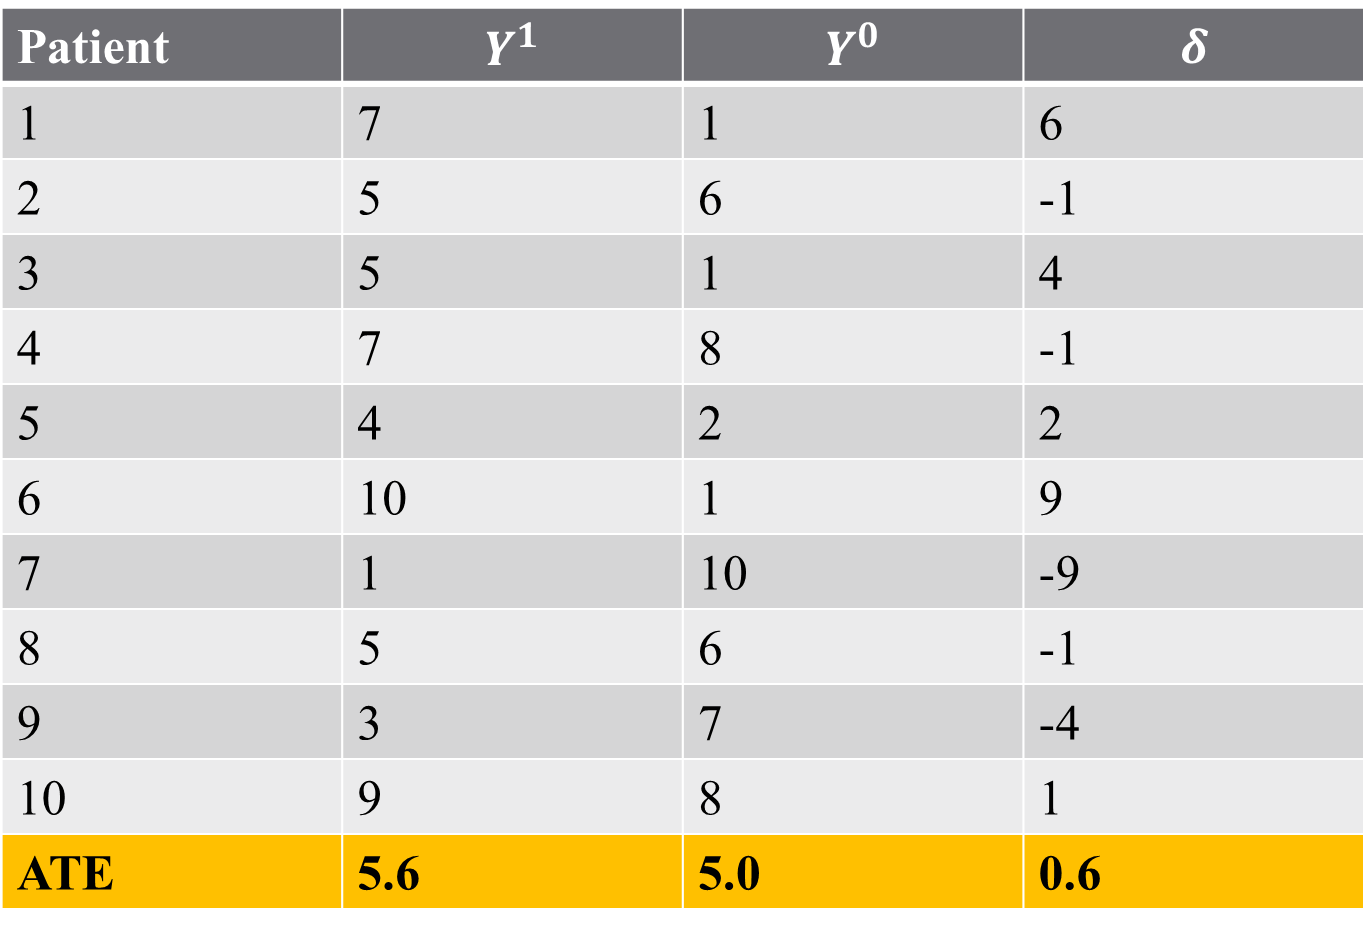 Patient Y¹ Y⁰ δ
1 7 1 6
2 5 6 -1
3 5 1 4
4 7 8 -1
5 4 2 2
6 10 1 9
7 1 10 -9
8 5 6 -1
9 3 7 -4
10 9 8 1
ATE 5.6 5.0 0.6